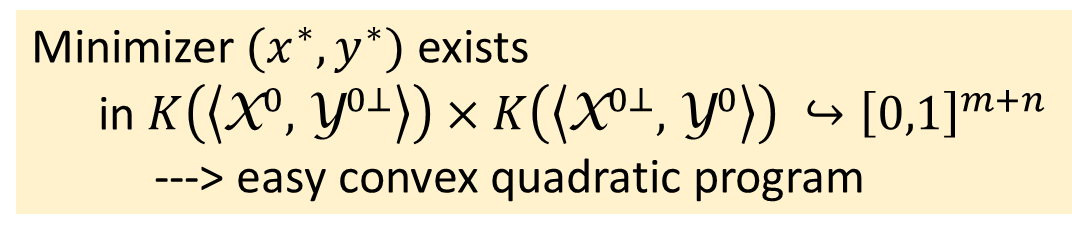 Minimizer (𝑥*, 𝑦*) exists
in 𝐾(⟨𝒳⁰, 𝒴⁰⊥⟩) × 𝐾(⟨𝒳⁰⊥, 𝒴⁰⟩) ↪ [0,1]ᵐ⁺ⁿ
---> easy convex quadratic program